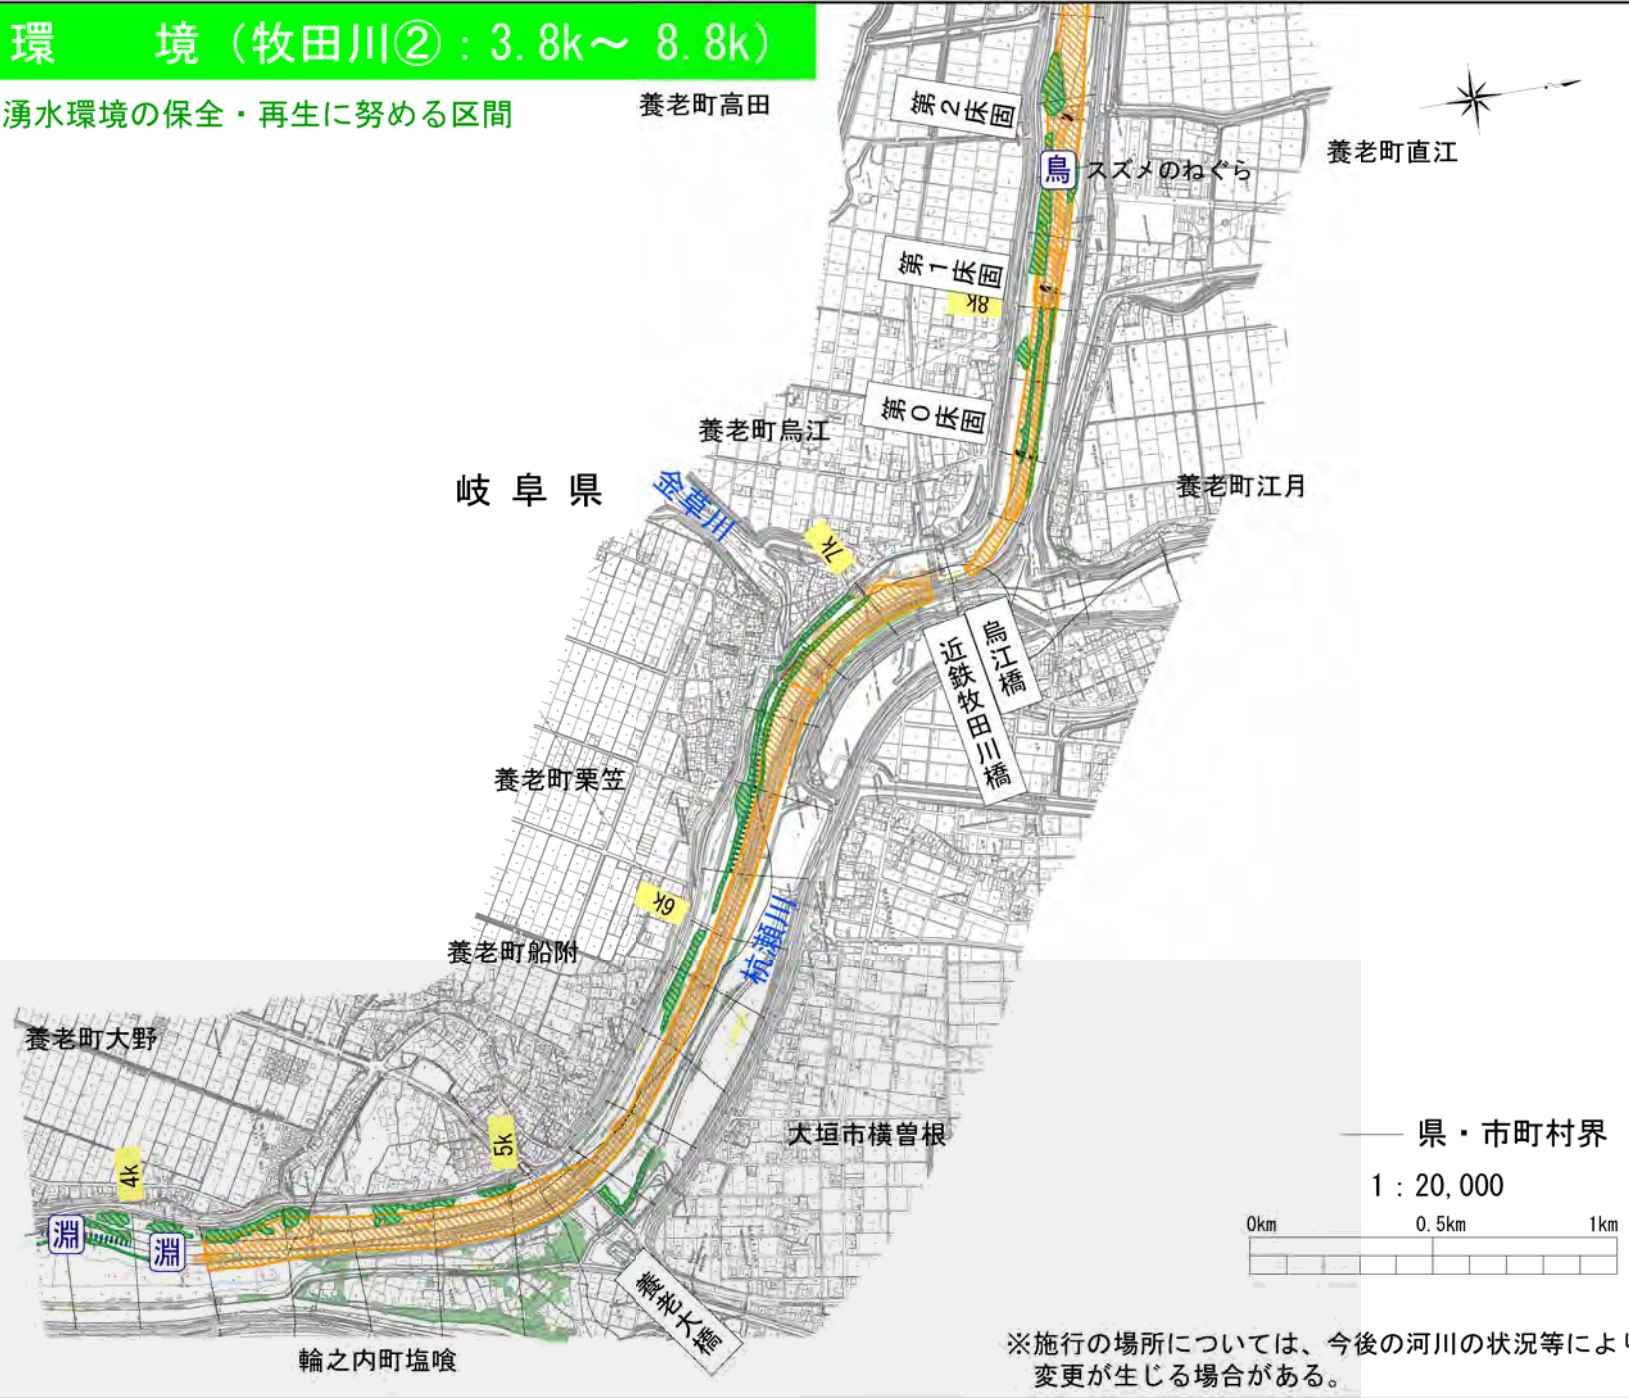 環　境（牧田川②：3.8k～ 8.8k）
湧水環境の保全・再生に努める区間
養老町高田
第2床固
養老町直江
鳥
スズメのねぐら
第1床固
8k
第0床固
養老町烏江
岐阜県
金草川
養老町江月
7k
烏江橋
近鉄牧田川橋
養老町栗笠
6k
杭瀬川
養老町船附
養老町大野
大垣市横曽根
5k
4k
淵
淵
養老大橋
輪之内町塩喰
県・市町村界
1：20,000
0km 0.5km 1km
※施行の場所については、今後の河川の状況等により
変更が生じる場合がある。